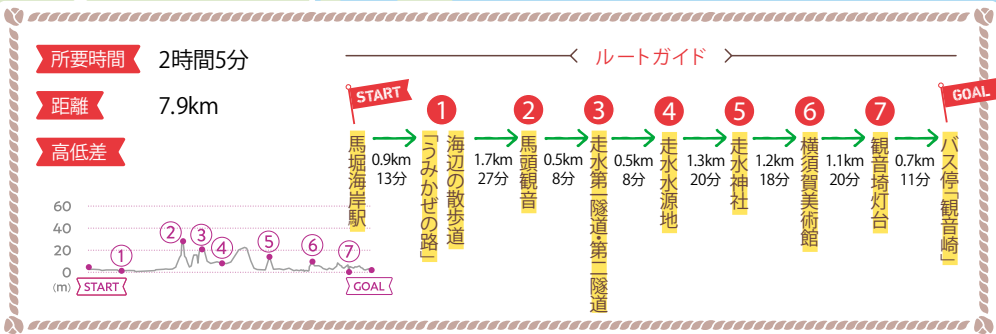 所要時間 2時間5分
距離 7.9km
高低差
60
40
20
0
(m)
START
①
②
③
④
⑤
⑥
⑦
GOAL
ルートガイド
START
馬堀海岸駅
0.9km
13分
1
海辺の散歩道
「うみかぜの路」
1.7km
27分
2
馬頭観音
0.5km
8分
3
走水第一隧道・第二隧道
0.5km
8分
4
走水水源地
1.3km
20分
5
走水神社
1.2km
18分
6
横須賀美術館
1.1km
20分
7
観音埼灯台
0.7km
11分
GOAL
バス停「観音崎」